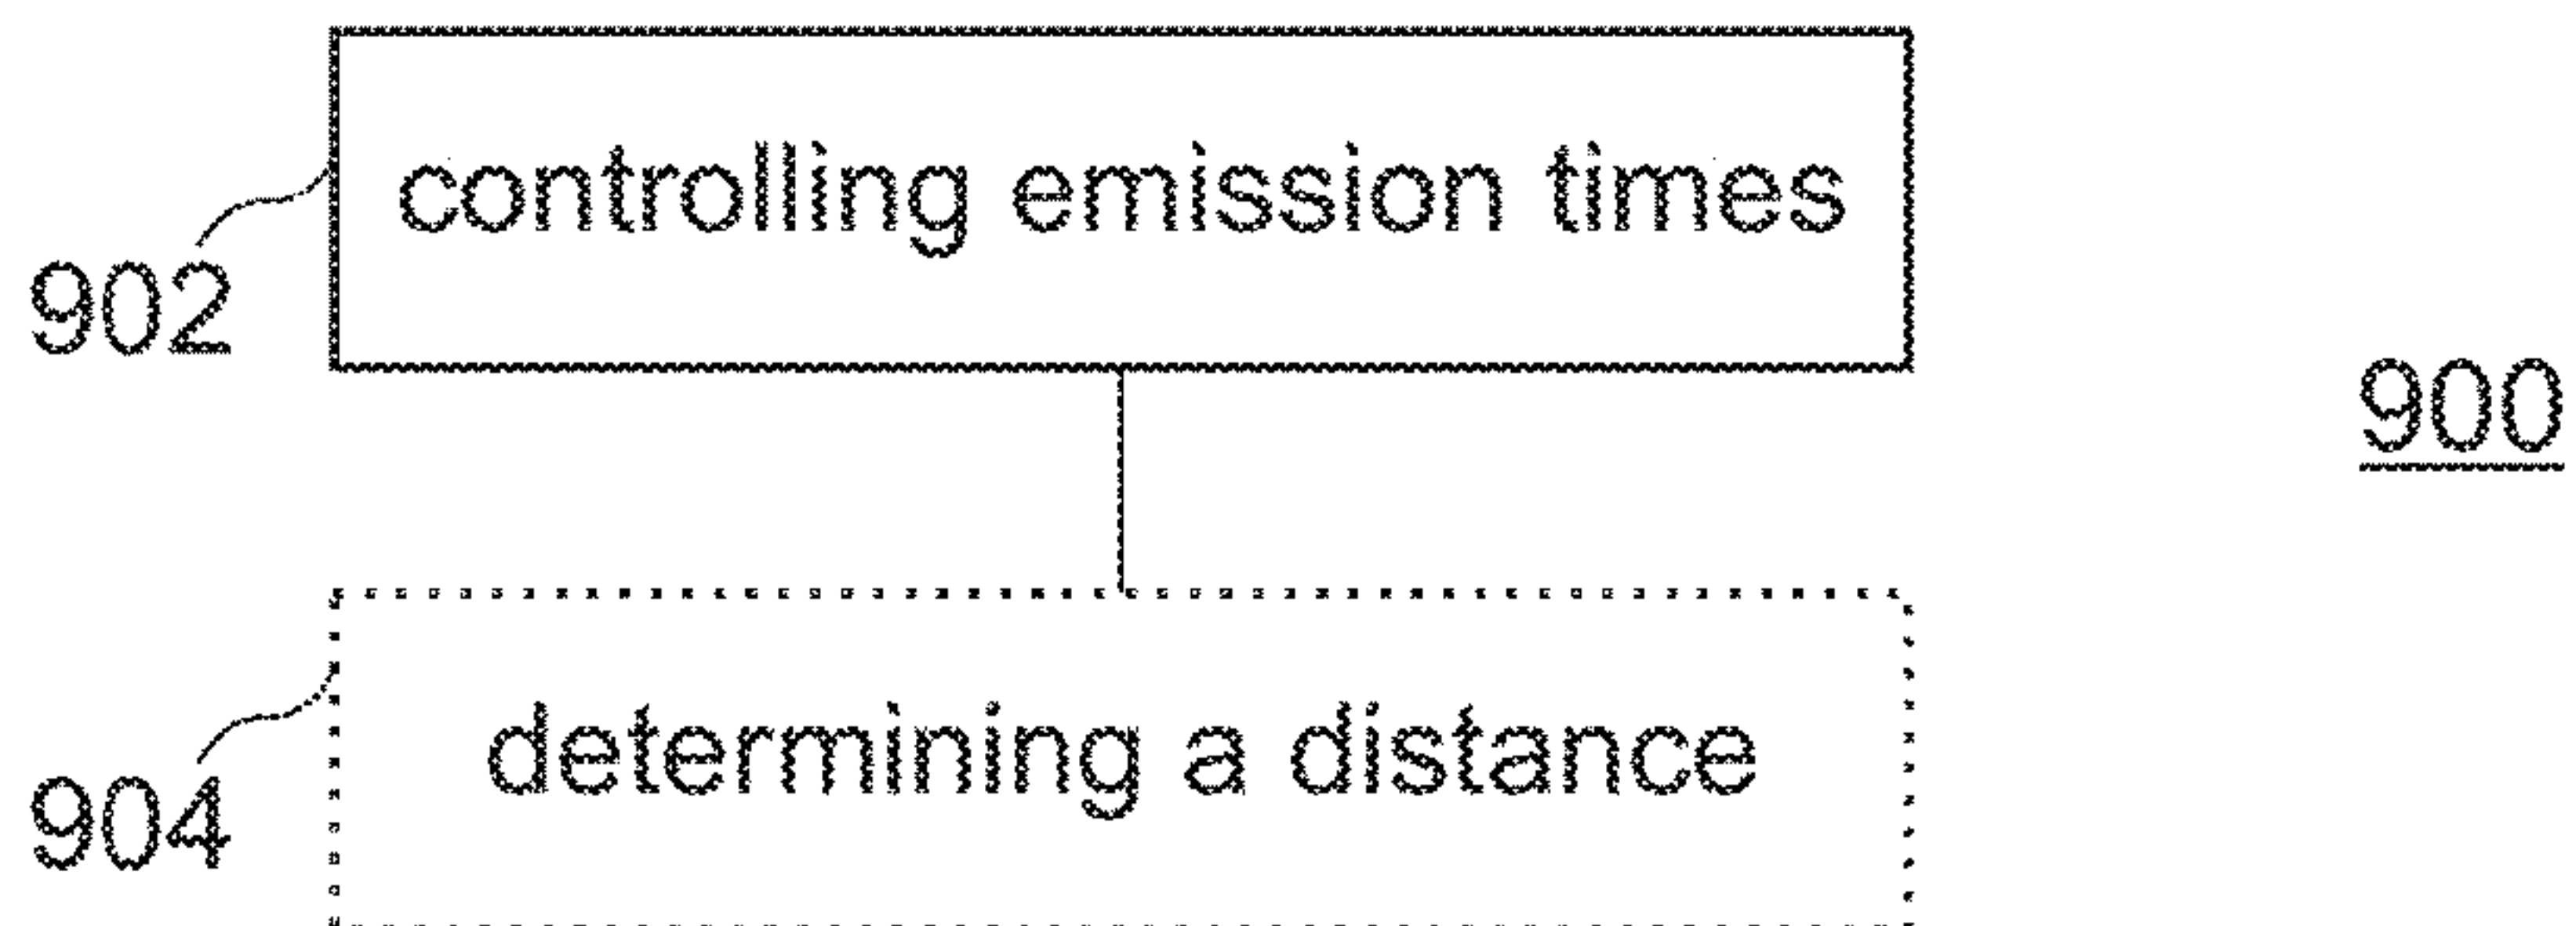 controlling emission times
902
900
determining a distance
904